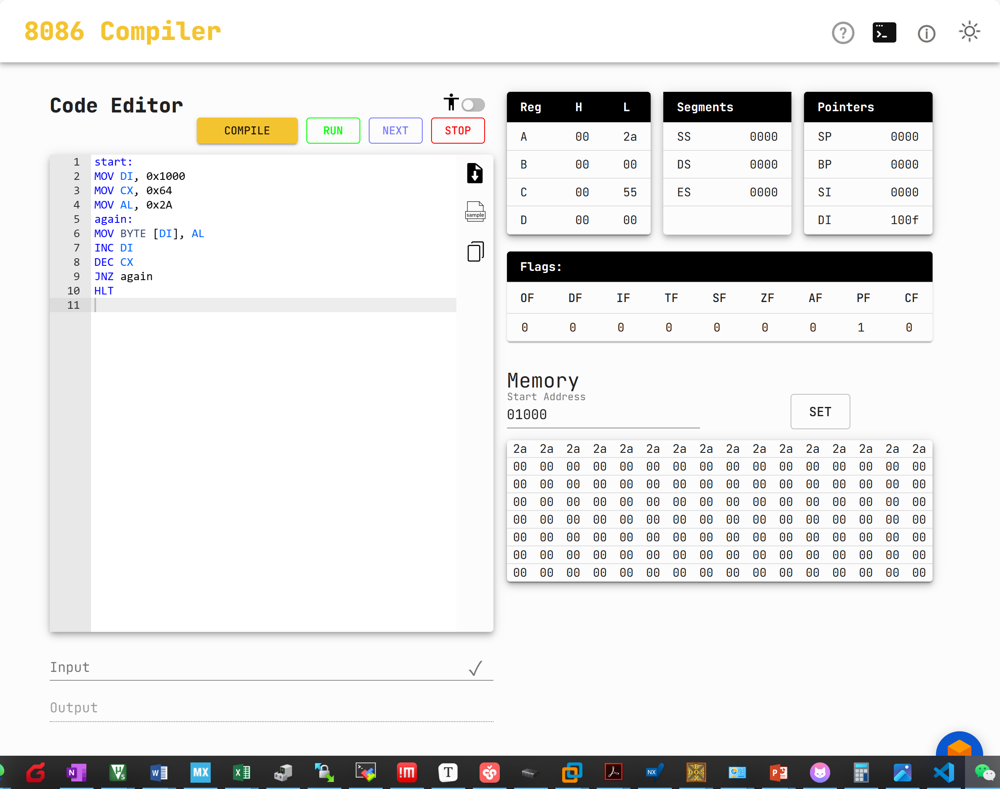 8086 Compiler
Code Editor
COMPILE RUN NEXT STOP
1 start:
2 MOV DI, 0x1000
3 MOV CX, 0x64
4 MOV AL, 0x2A
5 again:
6 MOV BYTE [DI], AL
7 INC DI
8 DEC CX
9 JNZ again
10 HLT
11
sample
Input
Output
Reg H L
A 00 2a
B 00 00
C 00 55
D 00 00
Segments
SS 0000
DS 0000
ES 0000
Pointers
SP 0000
BP 0000
SI 0000
DI 100f
Flags:
OF DF IF TF SF ZF AF PF CF
0 0 0 0 0 0 0 1 0
Memory
Start Address
01000
SET
2a 2a 2a 2a 2a 2a 2a 2a 2a 2a 2a 2a 2a 2a 2a 2a
00 00 00 00 00 00 00 00 00 00 00 00 00 00 00 00
00 00 00 00 00 00 00 00 00 00 00 00 00 00 00 00
00 00 00 00 00 00 00 00 00 00 00 00 00 00 00 00
00 00 00 00 00 00 00 00 00 00 00 00 00 00 00 00
00 00 00 00 00 00 00 00 00 00 00 00 00 00 00 00
00 00 00 00 00 00 00 00 00 00 00 00 00 00 00 00
00 00 00 00 00 00 00 00 00 00 00 00 00 00 00 00